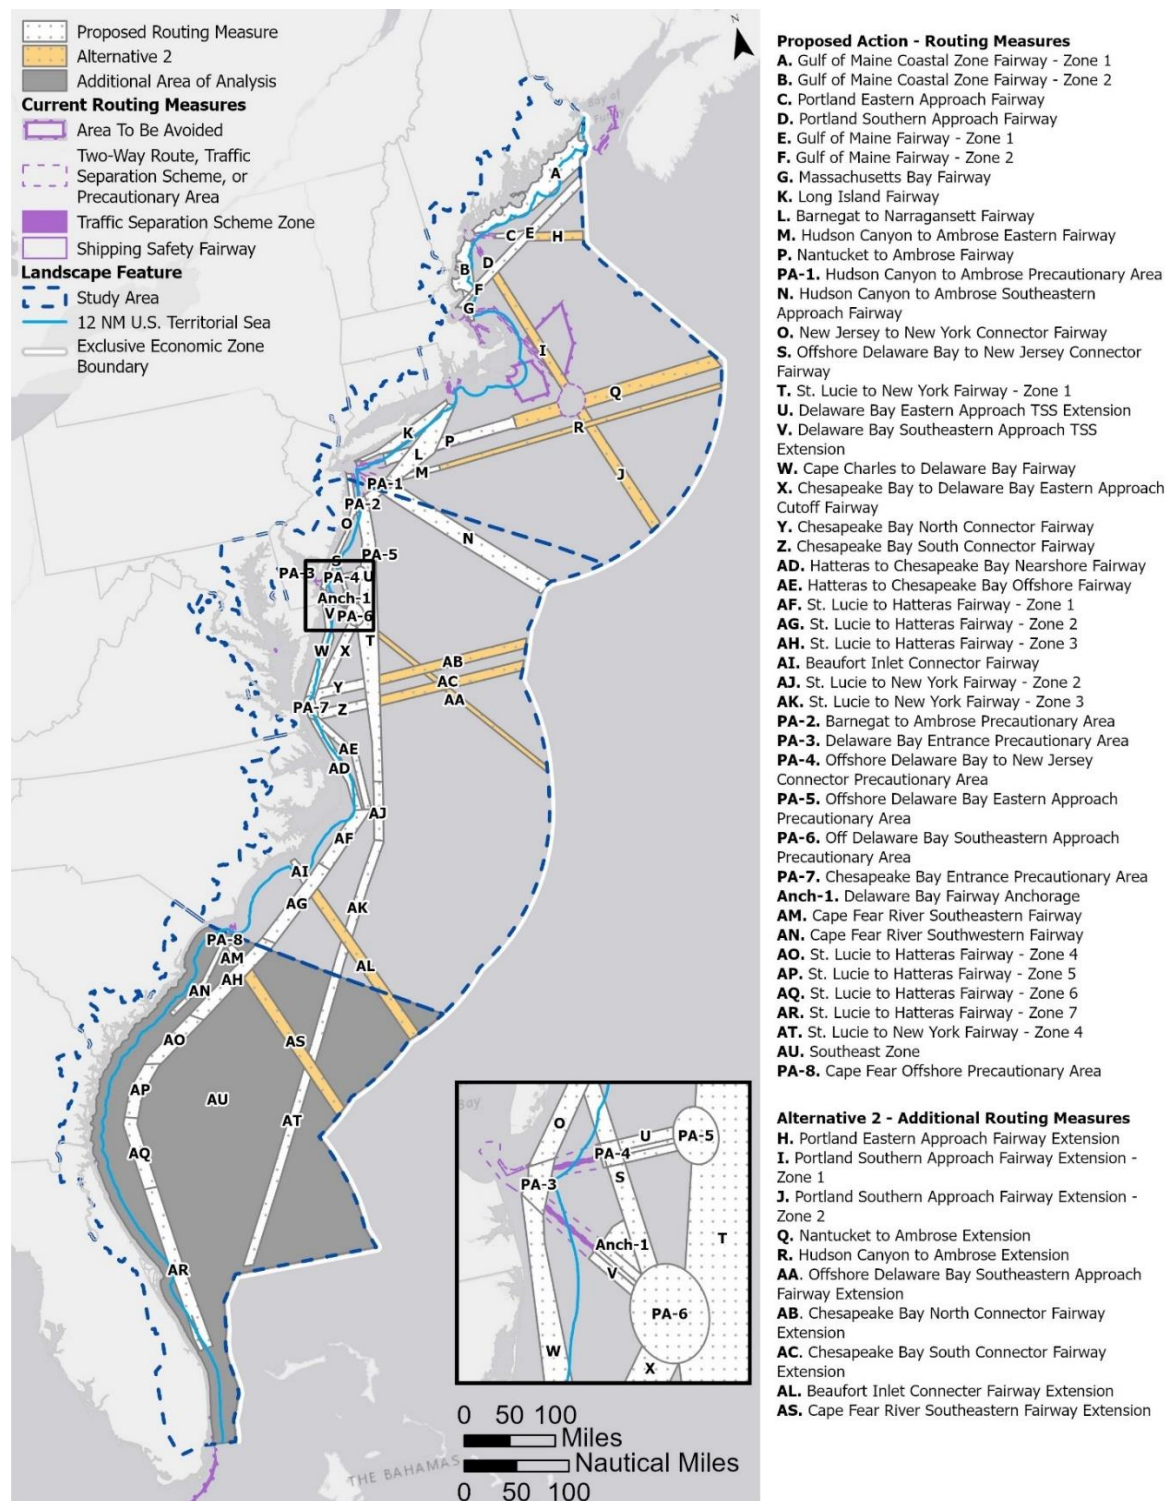 Proposed Routing Measure
Alternative 2
Additional Area of Analysis
Current Routing Measures
Area To Be Avoided
Two-Way Route, Traffic
Separation Scheme, or
Precautionary Area
Traffic Separation Scheme Zone
Shipping Safety Fairway
Landscape Feature
Study Area
12 NM U.S. Territorial Sea
Exclusive Economic Zone
Boundary
N
Bay of
A
C
E
H
B
D
F
G
I
Q
K
P
R
L
M
J
PA-1
PA-2
O
N
S
PA-5
PA-3
PA-4
U
Anch-1
V
PA-6
T
W
X
AB
Y
AC
AA
PA-7
Z
AE
AD
AJ
AF
AI
AG
AK
PA-8
AM
AL
AH
AN
AO
AS
AP
AU
AT
AQ
AR
Bay
O
U
PA-5
PA-4
S
PA-3
T
Anch-1
V
PA-6
W
X
0 50 100
Miles
Nautical Miles
0 50 100
THE BAHAMAS
Proposed Action - Routing Measures
A. Gulf of Maine Coastal Zone Fairway - Zone 1
B. Gulf of Maine Coastal Zone Fairway - Zone 2
C. Portland Eastern Approach Fairway
D. Portland Southern Approach Fairway
E. Gulf of Maine Fairway - Zone 1
F. Gulf of Maine Fairway - Zone 2
G. Massachusetts Bay Fairway
K. Long Island Fairway
L. Barnegat to Narragansett Fairway
M. Hudson Canyon to Ambrose Eastern Fairway
P. Nantucket to Ambrose Fairway
PA-1. Hudson Canyon to Ambrose Precautionary Area
N. Hudson Canyon to Ambrose Southeastern
Approach Fairway
O. New Jersey to New York Connector Fairway
S. Offshore Delaware Bay to New Jersey Connector
Fairway
T. St. Lucie to New York Fairway - Zone 1
U. Delaware Bay Eastern Approach TSS Extension
V. Delaware Bay Southeastern Approach TSS
Extension
W. Cape Charles to Delaware Bay Fairway
X. Chesapeake Bay to Delaware Bay Eastern Approach
Cutoff Fairway
Y. Chesapeake Bay North Connector Fairway
Z. Chesapeake Bay South Connector Fairway
AD. Hatteras to Chesapeake Bay Nearshore Fairway
AE. Hatteras to Chesapeake Bay Offshore Fairway
AF. St. Lucie to Hatteras Fairway - Zone 1
AG. St. Lucie to Hatteras Fairway - Zone 2
AH. St. Lucie to Hatteras Fairway - Zone 3
AI. Beaufort Inlet Connector Fairway
AJ. St. Lucie to New York Fairway - Zone 2
AK. St. Lucie to New York Fairway - Zone 3
PA-2. Barnegat to Ambrose Precautionary Area
PA-3. Delaware Bay Entrance Precautionary Area
PA-4. Offshore Delaware Bay to New Jersey
Connector Precautionary Area
PA-5. Offshore Delaware Bay Eastern Approach
Precautionary Area
PA-6. Off Delaware Bay Southeastern Approach
Precautionary Area
PA-7. Chesapeake Bay Entrance Precautionary Area
Anch-1. Delaware Bay Fairway Anchorage
AM. Cape Fear River Southeastern Fairway
AN. Cape Fear River Southwestern Fairway
AO. St. Lucie to Hatteras Fairway - Zone 4
AP. St. Lucie to Hatteras Fairway - Zone 5
AQ. St. Lucie to Hatteras Fairway - Zone 6
AR. St. Lucie to Hatteras Fairway - Zone 7
AT. St. Lucie to New York Fairway - Zone 4
AU. Southeast Zone
PA-8. Cape Fear Offshore Precautionary Area
Alternative 2 - Additional Routing Measures
H. Portland Eastern Approach Fairway Extension
I. Portland Southern Approach Fairway Extension -
Zone 1
J. Portland Southern Approach Fairway Extension -
Zone 2
Q. Nantucket to Ambrose Extension
R. Hudson Canyon to Ambrose Extension
AA. Offshore Delaware Bay Southeastern Approach
Fairway Extension
AB. Chesapeake Bay North Connector Fairway
Extension
AC. Chesapeake Bay South Connector Fairway
Extension
AL. Beaufort Inlet Connecter Fairway Extension
AS. Cape Fear River Southeastern Fairway Extension